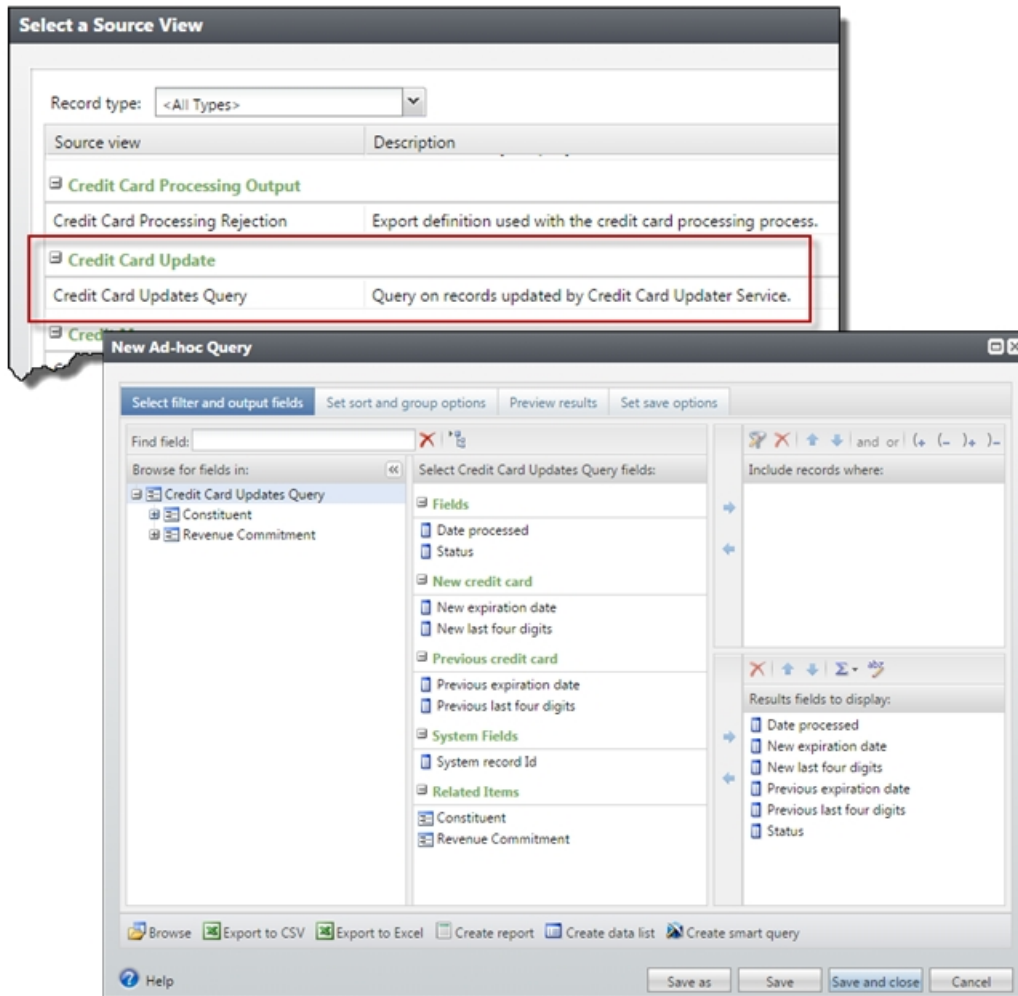 Select a Source View
Record type: <All Types>
Source view Description
Credit Card Processing Output
Credit Card Processing Rejection Export definition used with the credit card processing process.
Credit Card Update
Credit Card Updates Query Query on records updated by Credit Card Updater Service.
New Ad-hoc Query
Select filter and output fields Set sort and group options Preview results Set save options
Find field: and or (+ (- )+ )-
Browse for fields in: Select Credit Card Updates Query fields: Include records where:
Credit Card Updates Query
Constituent
Revenue Commitment
Fields
Date processed
Status
New credit card
New expiration date
New last four digits
Previous credit card
Previous expiration date
Previous last four digits
System Fields
System record Id
Related Items
Constituent
Revenue Commitment
Results fields to display:
Date processed
New expiration date
New last four digits
Previous expiration date
Previous last four digits
Status
Browse Export to CSV Export to Excel Create report Create data list Create smart query
Help Save as Save Save and close Cancel